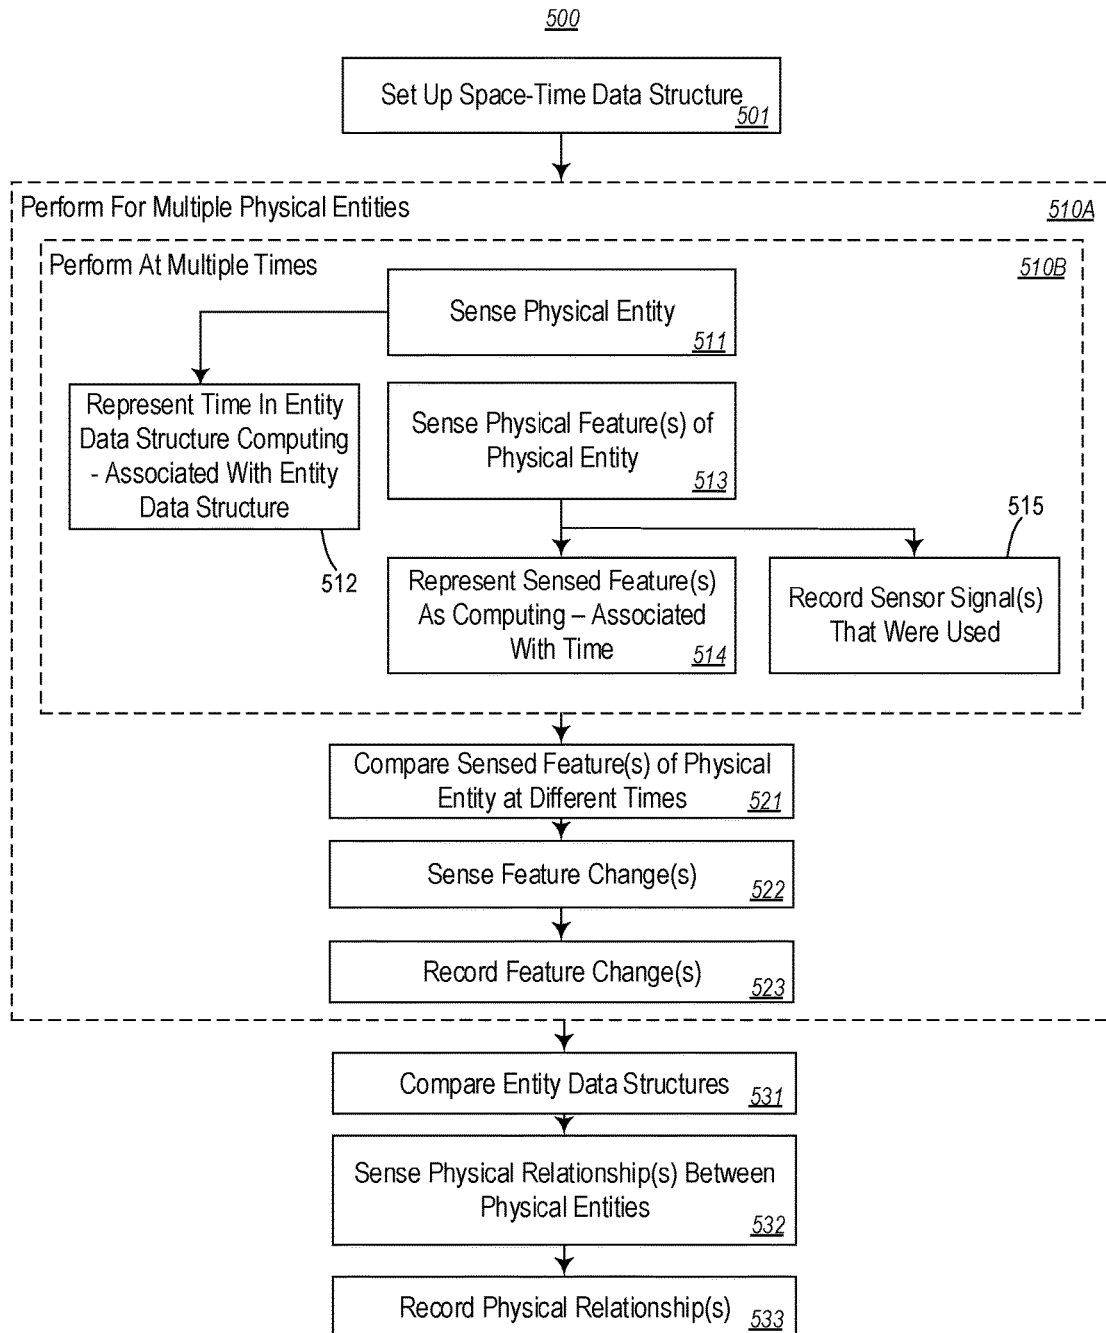 500
Set Up Space-Time Data Structure
501
Perform For Multiple Physical Entities
510A
Perform At Multiple Times
510B
Sense Physical Entity
511
Represent Time In Entity
Data Structure Computing
- Associated With Entity
Data Structure
512
Sense Physical Feature(s) of
Physical Entity
513
515
Represent Sensed Feature(s)
As Computing – Associated
With Time
514
Record Sensor Signal(s)
That Were Used
Compare Sensed Feature(s) of Physical
Entity at Different Times
521
Sense Feature Change(s)
522
Record Feature Change(s)
523
Compare Entity Data Structures
531
Sense Physical Relationship(s) Between
Physical Entities
532
Record Physical Relationship(s)
533